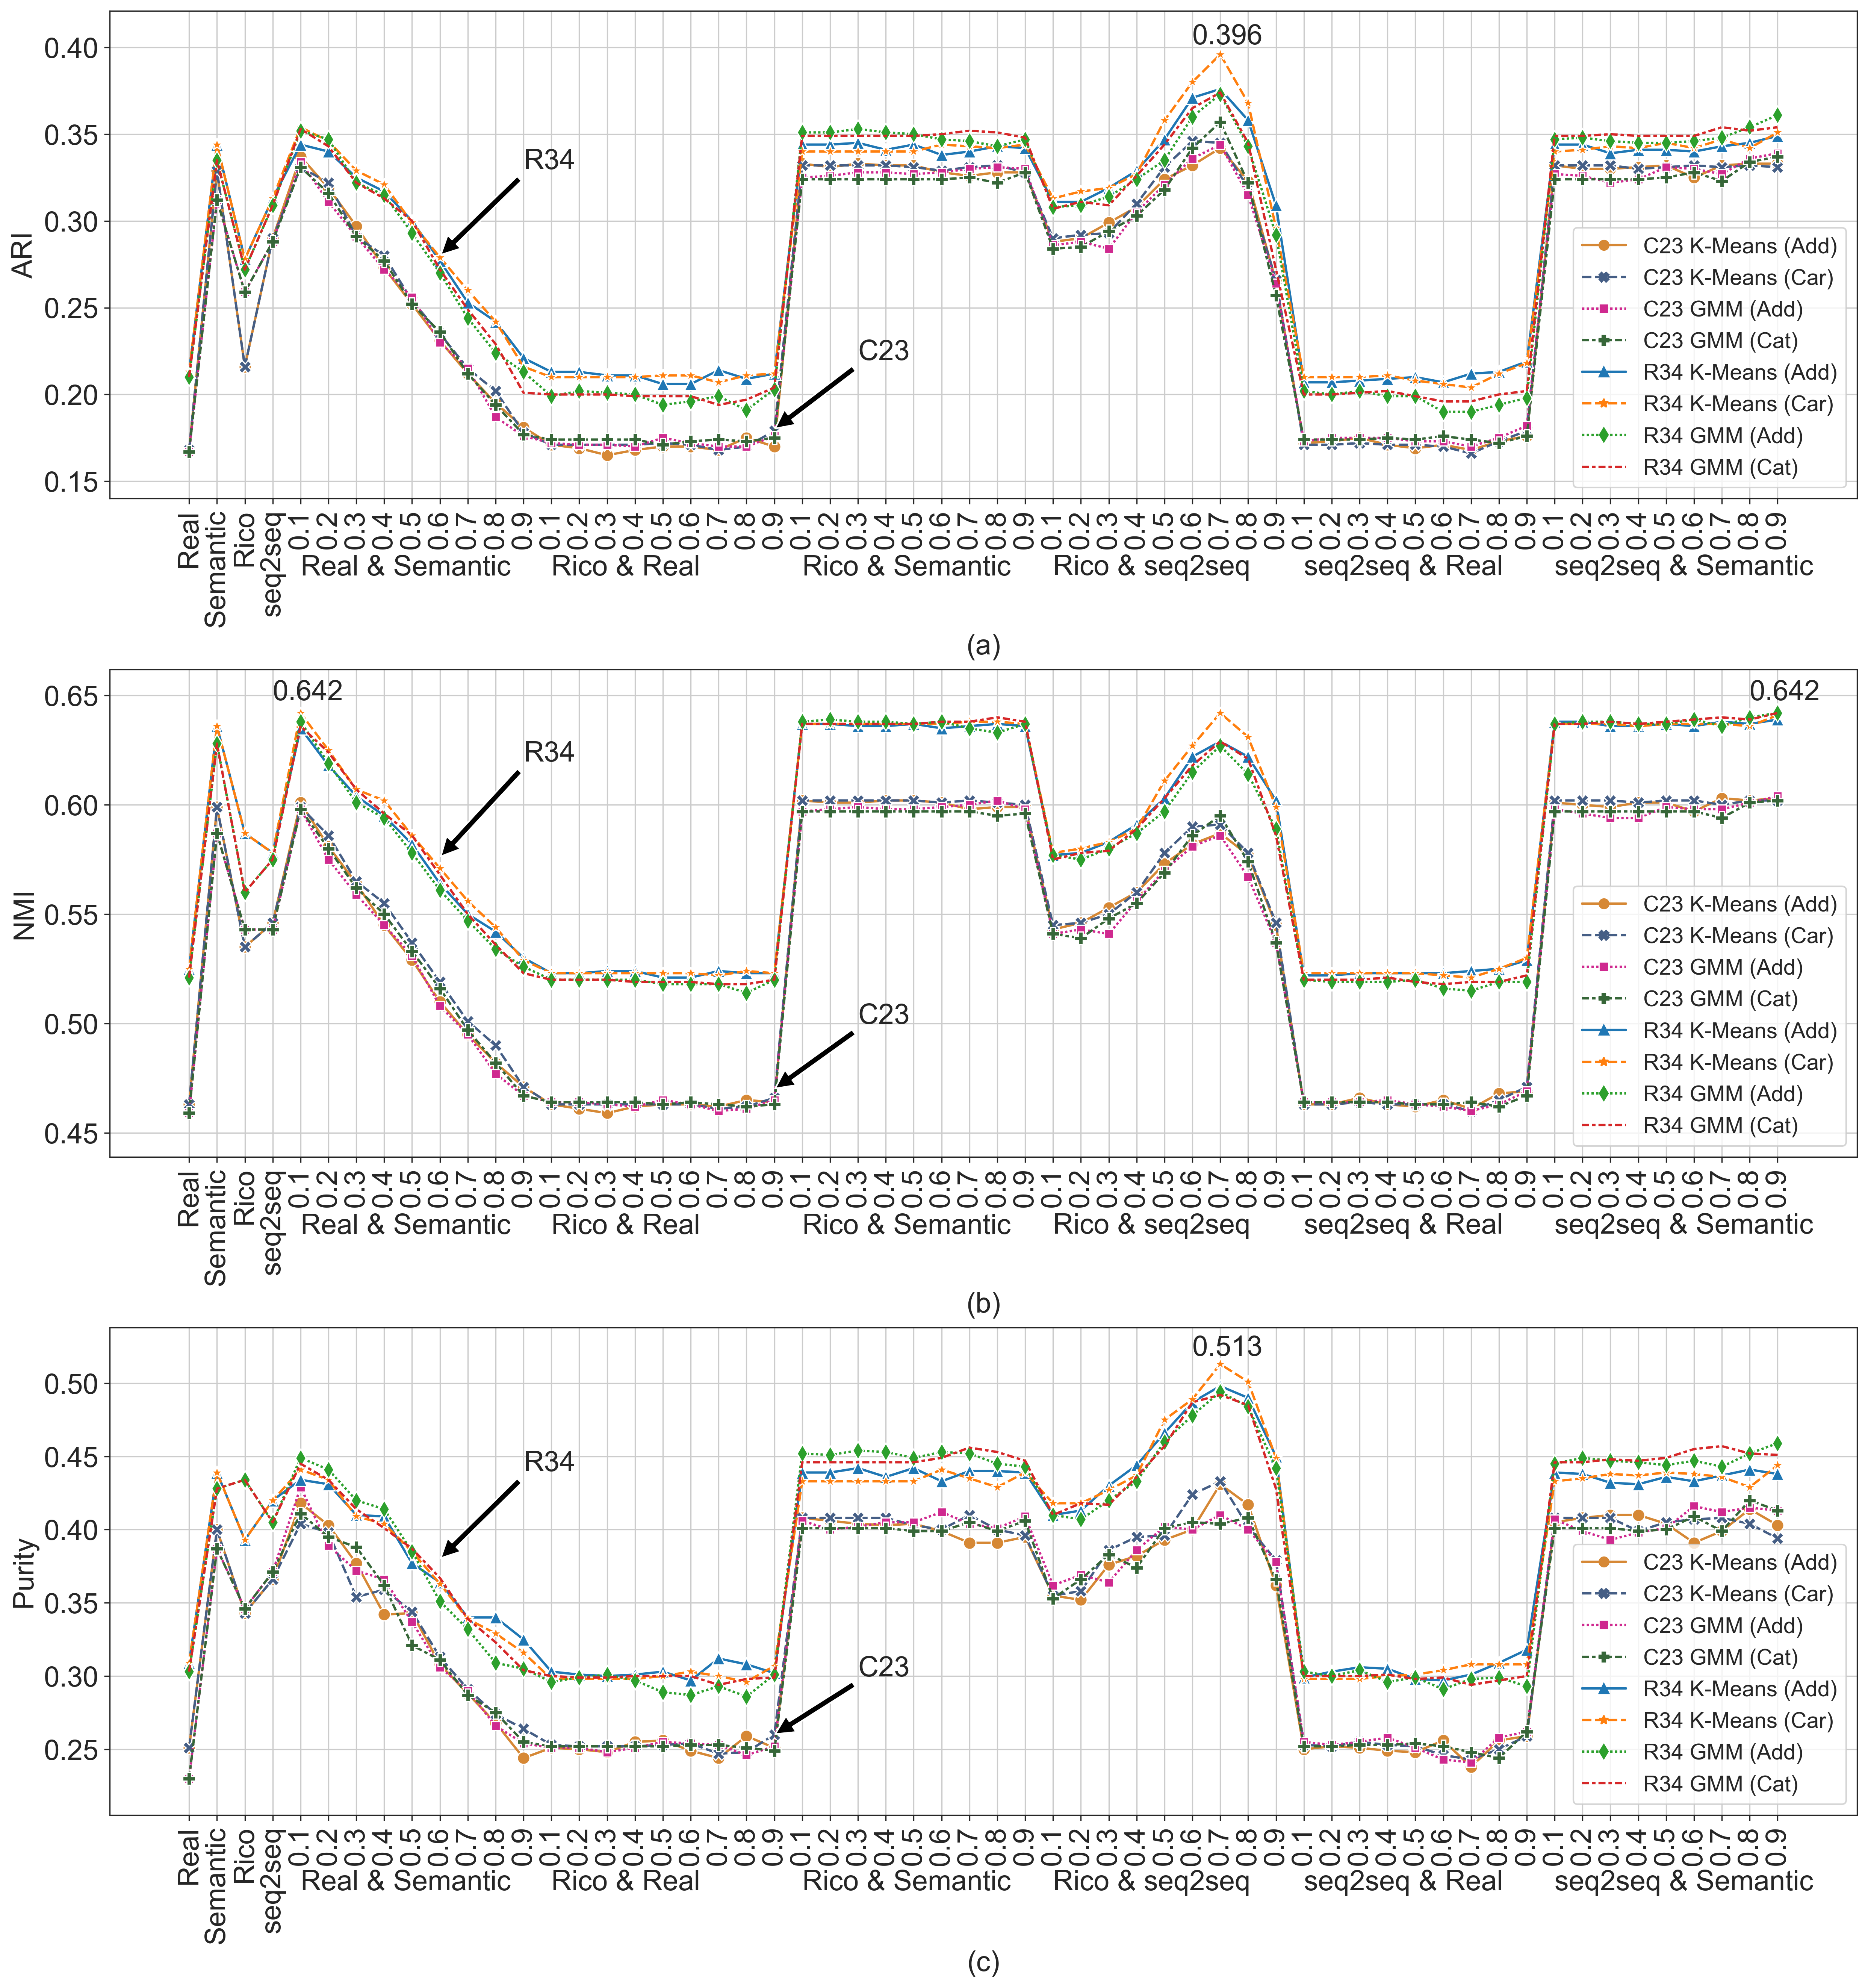 0.396
0.40
0.35
0.30
0.25
0.20
0.15
ARI
R34
C23
C23 K-Means (Add)
C23 K-Means (Car)
C23 GMM (Add)
C23 GMM (Cat)
R34 K-Means (Add)
R34 K-Means (Car)
R34 GMM (Add)
R34 GMM (Cat)
Real Semantic Rico seq2seq 0.1 0.2 0.3 0.4 0.5 0.6 0.7 0.8 0.9 0.1 0.2 0.3 0.4 0.5 0.6 0.7 0.8 0.9 0.1 0.2 0.3 0.4 0.5 0.6 0.7 0.8 0.9 0.1 0.2 0.3 0.4 0.5 0.6 0.7 0.8 0.9 0.1 0.2 0.3 0.4 0.5 0.6 0.7 0.8 0.9 0.1 0.2 0.3 0.4 0.5 0.6 0.7 0.8 0.9
Real & Semantic Rico & Real Rico & Semantic Rico & seq2seq seq2seq & Real seq2seq & Semantic
(a)
0.642 0.642
0.65
0.60
0.55
0.50
0.45
NMI
R34
C23
C23 K-Means (Add)
C23 K-Means (Car)
C23 GMM (Add)
C23 GMM (Cat)
R34 K-Means (Add)
R34 K-Means (Car)
R34 GMM (Add)
R34 GMM (Cat)
Real Semantic Rico seq2seq 0.1 0.2 0.3 0.4 0.5 0.6 0.7 0.8 0.9 0.1 0.2 0.3 0.4 0.5 0.6 0.7 0.8 0.9 0.1 0.2 0.3 0.4 0.5 0.6 0.7 0.8 0.9 0.1 0.2 0.3 0.4 0.5 0.6 0.7 0.8 0.9 0.1 0.2 0.3 0.4 0.5 0.6 0.7 0.8 0.9 0.1 0.2 0.3 0.4 0.5 0.6 0.7 0.8 0.9
Real & Semantic Rico & Real Rico & Semantic Rico & seq2seq seq2seq & Real seq2seq & Semantic
(b)
0.513
0.50
0.45
0.40
0.35
0.30
0.25
Purity
R34
C23
C23 K-Means (Add)
C23 K-Means (Car)
C23 GMM (Add)
C23 GMM (Cat)
R34 K-Means (Add)
R34 K-Means (Car)
R34 GMM (Add)
R34 GMM (Cat)
Real Semantic Rico seq2seq 0.1 0.2 0.3 0.4 0.5 0.6 0.7 0.8 0.9 0.1 0.2 0.3 0.4 0.5 0.6 0.7 0.8 0.9 0.1 0.2 0.3 0.4 0.5 0.6 0.7 0.8 0.9 0.1 0.2 0.3 0.4 0.5 0.6 0.7 0.8 0.9 0.1 0.2 0.3 0.4 0.5 0.6 0.7 0.8 0.9 0.1 0.2 0.3 0.4 0.5 0.6 0.7 0.8 0.9
Real & Semantic Rico & Real Rico & Semantic Rico & seq2seq seq2seq & Real seq2seq & Semantic
(c)